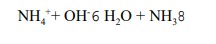 NH₄⁺+ OH⁻6 H₂O + NH₃8